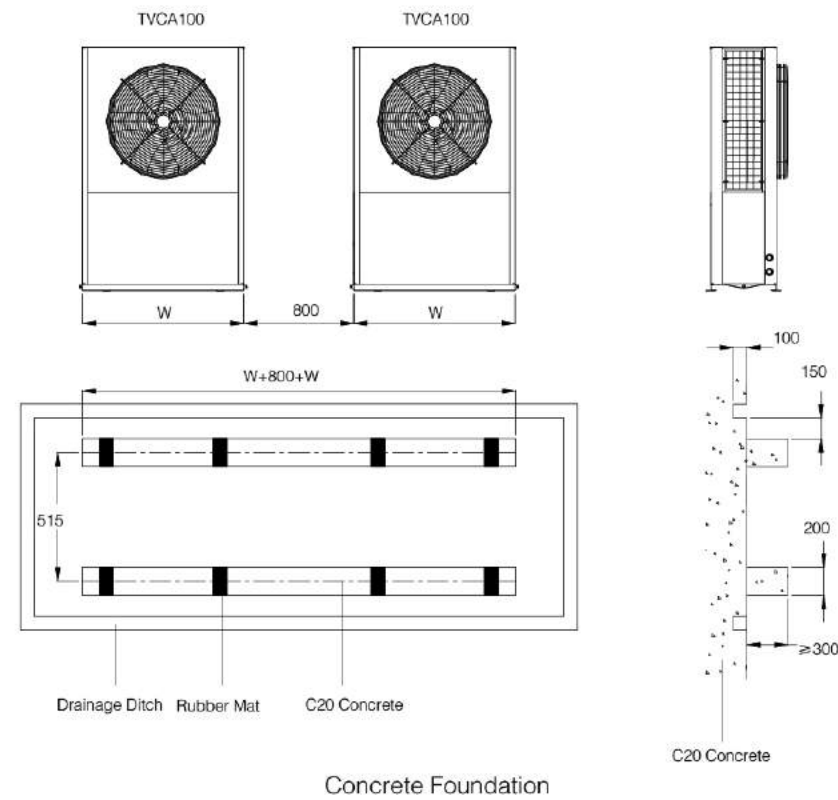 TVCA100
TVCA100
W
800
W
100
150
W+800+W
515
200
≥300
Drainage Ditch
Rubber Mat
C20 Concrete
C20 Concrete
Concrete Foundation